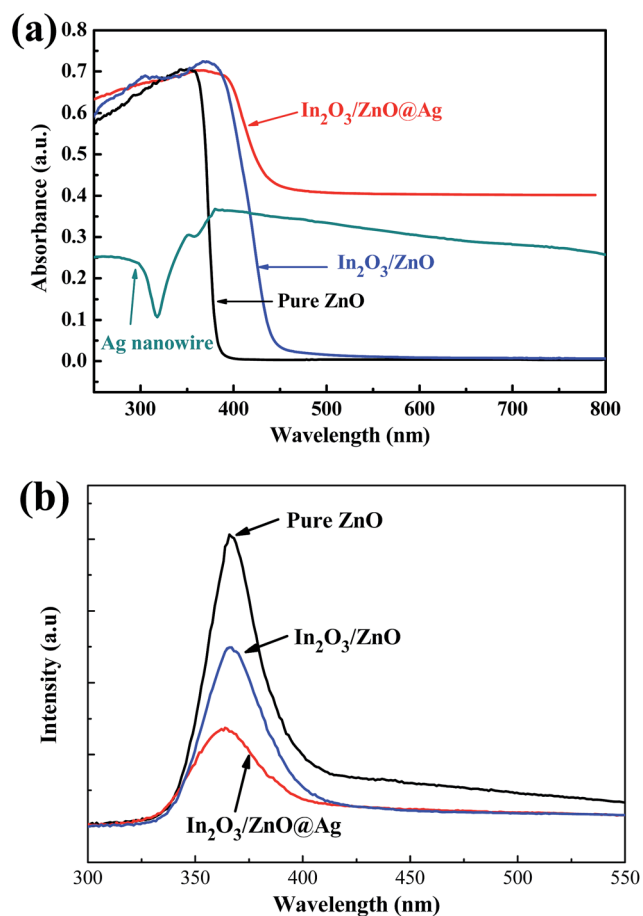 (a)
0.8
0.7
0.6
0.5
0.4
0.3
0.2
0.1
0.0
Absorbance (a.u.)
In₂O₃/ZnO@Ag
In₂O₃/ZnO
Pure ZnO
Ag nanowire
300 400 500 600 700 800
Wavelength (nm)
(b)
Intensity (a.u)
Pure ZnO
In₂O₃/ZnO
In₂O₃/ZnO@Ag
300 350 400 450 500 550
Wavelength (nm)